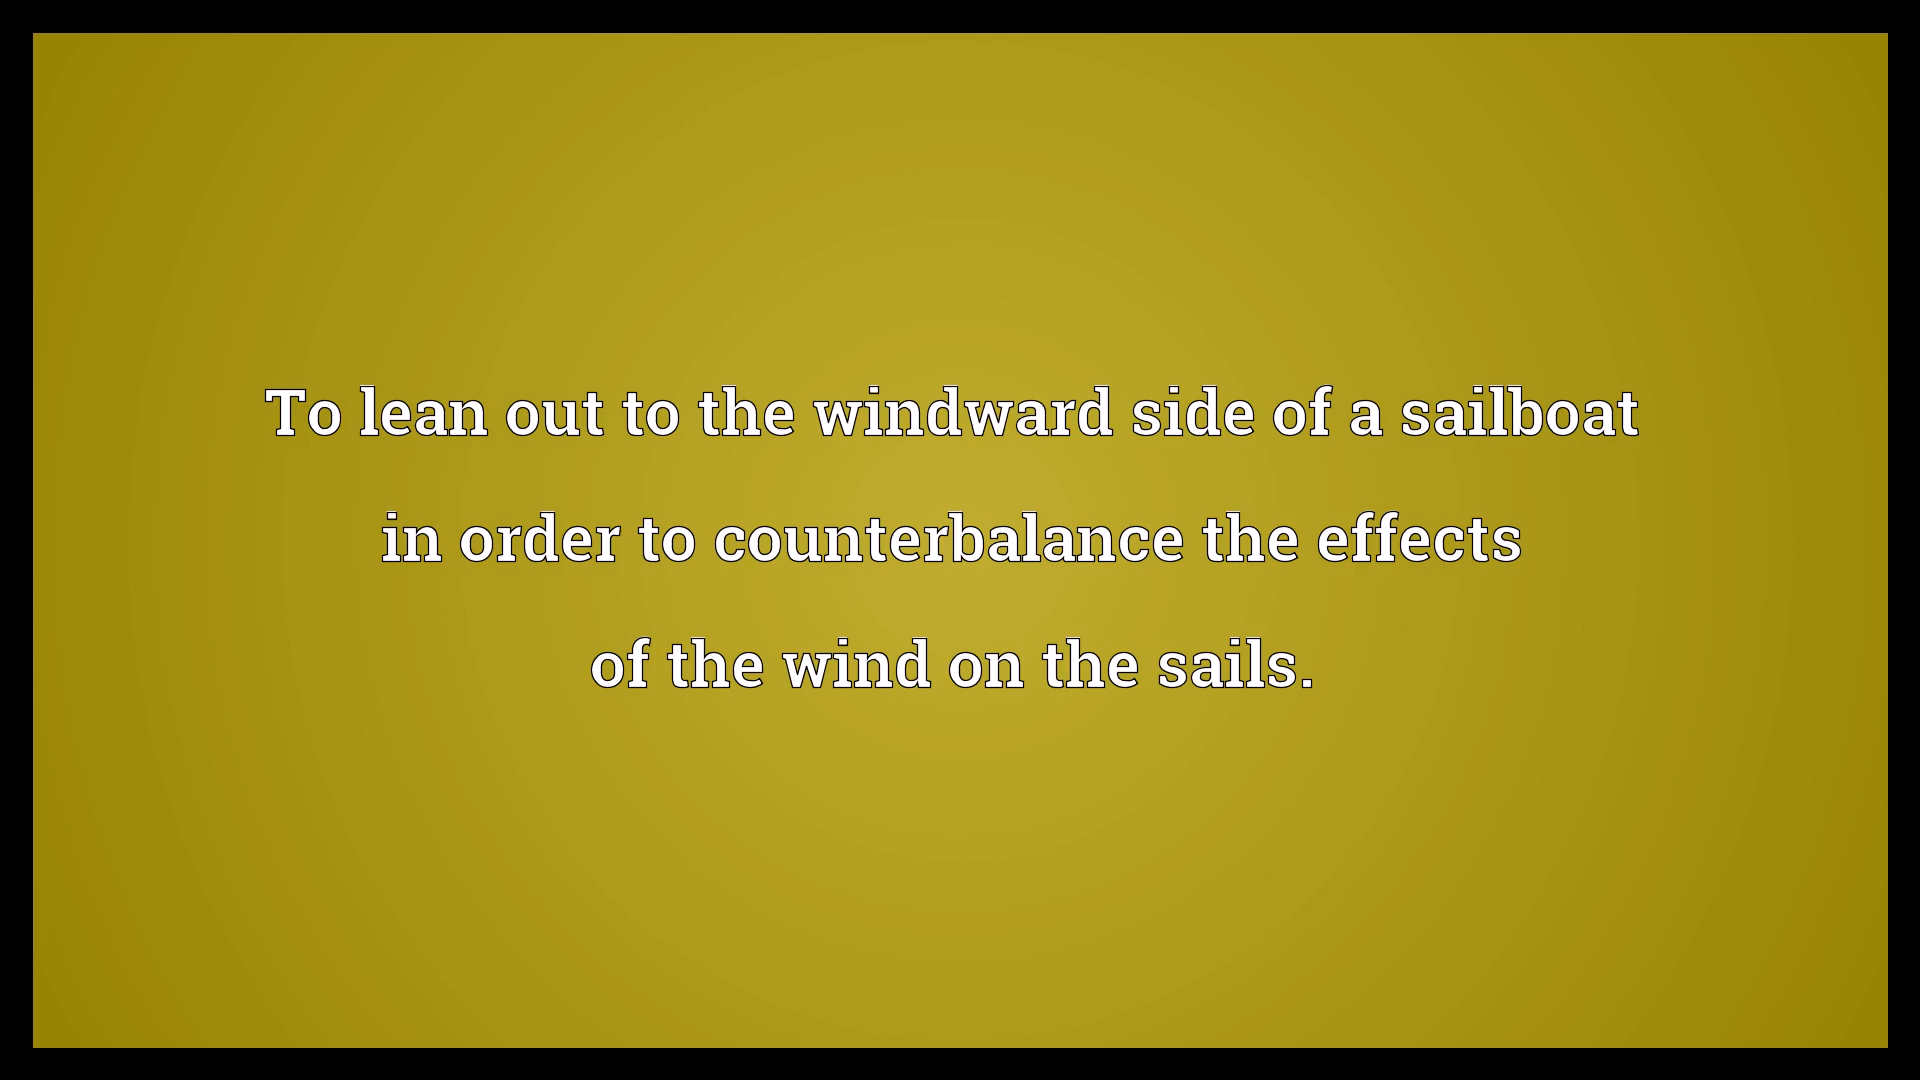 To lean out to the windward side of a sailboat
in order to counterbalance the effects
of the wind on the sails.